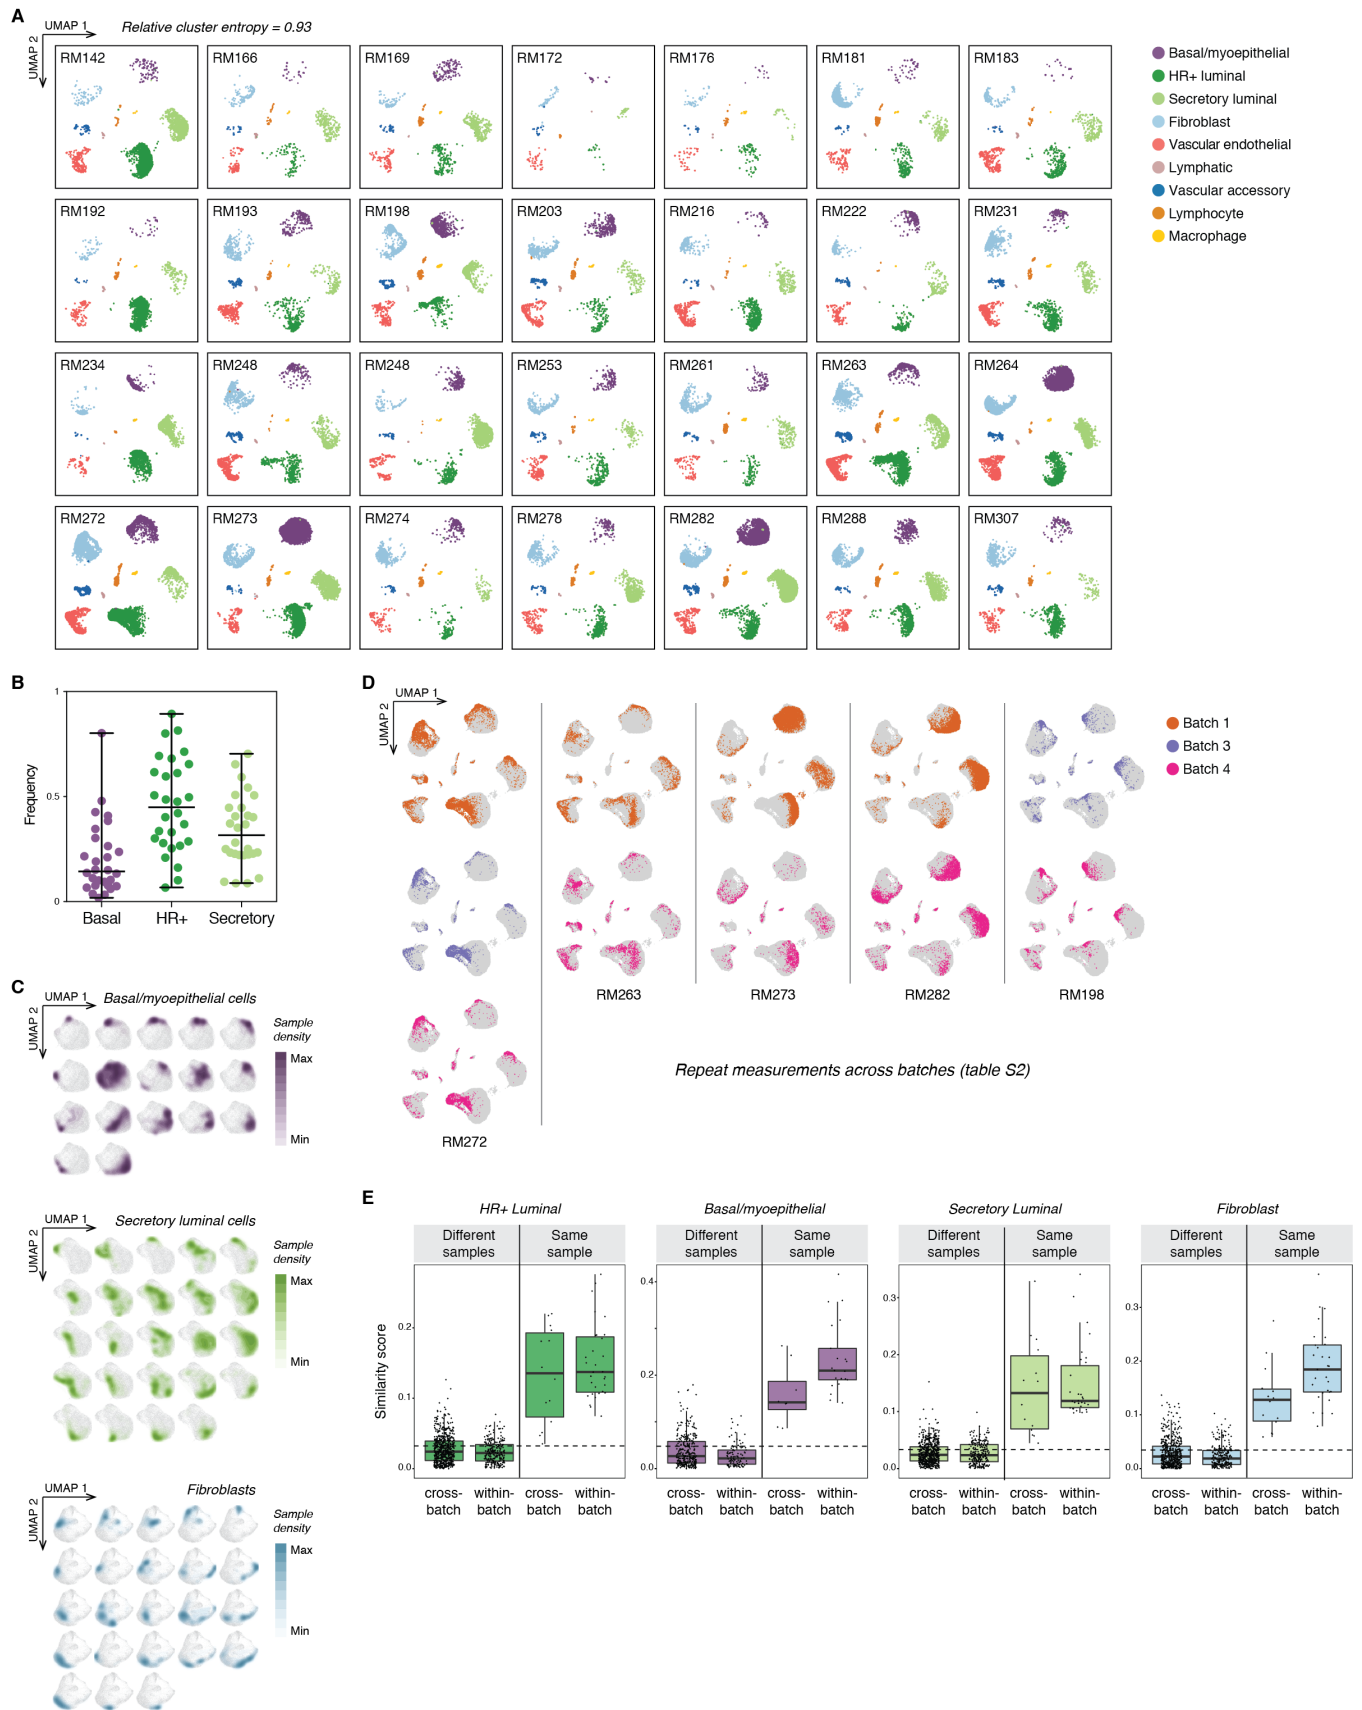 A
UMAP 1
UMAP 2
Relative cluster entropy = 0.93
RM142
RM166
RM169
RM172
RM176
RM181
RM183
RM192
RM193
RM198
RM203
RM216
RM222
RM231
RM234
RM248
RM248
RM253
RM261
RM263
RM264
RM272
RM273
RM274
RM278
RM282
RM288
RM307
Basal/myoepithelial
HR+ luminal
Secretory luminal
Fibroblast
Vascular endothelial
Lymphatic
Vascular accessory
Lymphocyte
Macrophage
B
Frequency
1
0.5
0
Basal
HR+
Secretory
C
UMAP 1
UMAP 2
Basal/myoepithelial cells
Sample
density
Max
Min
UMAP 1
UMAP 2
Secretory luminal cells
Sample
density
Max
Min
UMAP 1
UMAP 2
Fibroblasts
Sample
density
Max
Min
D
UMAP 1
UMAP 2
Batch 1
Batch 3
Batch 4
RM263
RM273
RM282
RM198
RM272
Repeat measurements across batches (table S2)
E
Similarity score
HR+ Luminal
Different
samples
Same
sample
0.2
0.1
0.0
cross-
batch
within-
batch
cross-
batch
within-
batch
Basal/myoepithelial
Different
samples
Same
sample
0.4
0.2
0.0
cross-
batch
within-
batch
cross-
batch
within-
batch
Secretory Luminal
Different
samples
Same
sample
0.3
0.2
0.1
0.0
cross-
batch
within-
batch
cross-
batch
within-
batch
Fibroblast
Different
samples
Same
sample
0.3
0.2
0.1
0.0
cross-
batch
within-
batch
cross-
batch
within-
batch